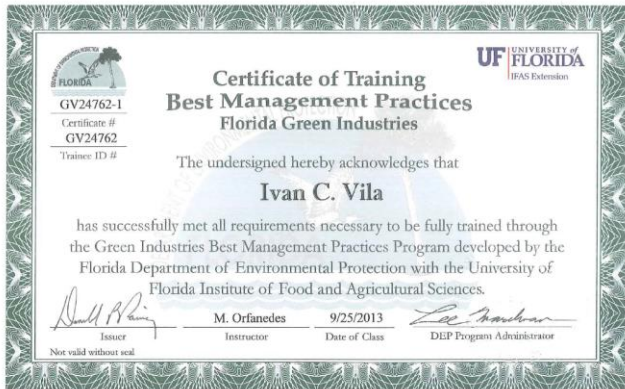 FLORIDA
GV24762-1
Certificate #
GV24762
Trainee ID #
UF UNIVERSITY of FLORIDA
IFAS Extension
Certificate of Training
Best Management Practices
Florida Green Industries
The undersigned hereby acknowledges that
Ivan C. Vila
has successfully met all requirements necessary to be fully trained through
the Green Industries Best Management Practices Program developed by the
Florida Department of Environmental Protection with the University of
Florida Institute of Food and Agricultural Sciences.
M. Orfanedes 9/25/2013
Issuer Instructor Date of Class DEP Program Administrator
Not valid without seal